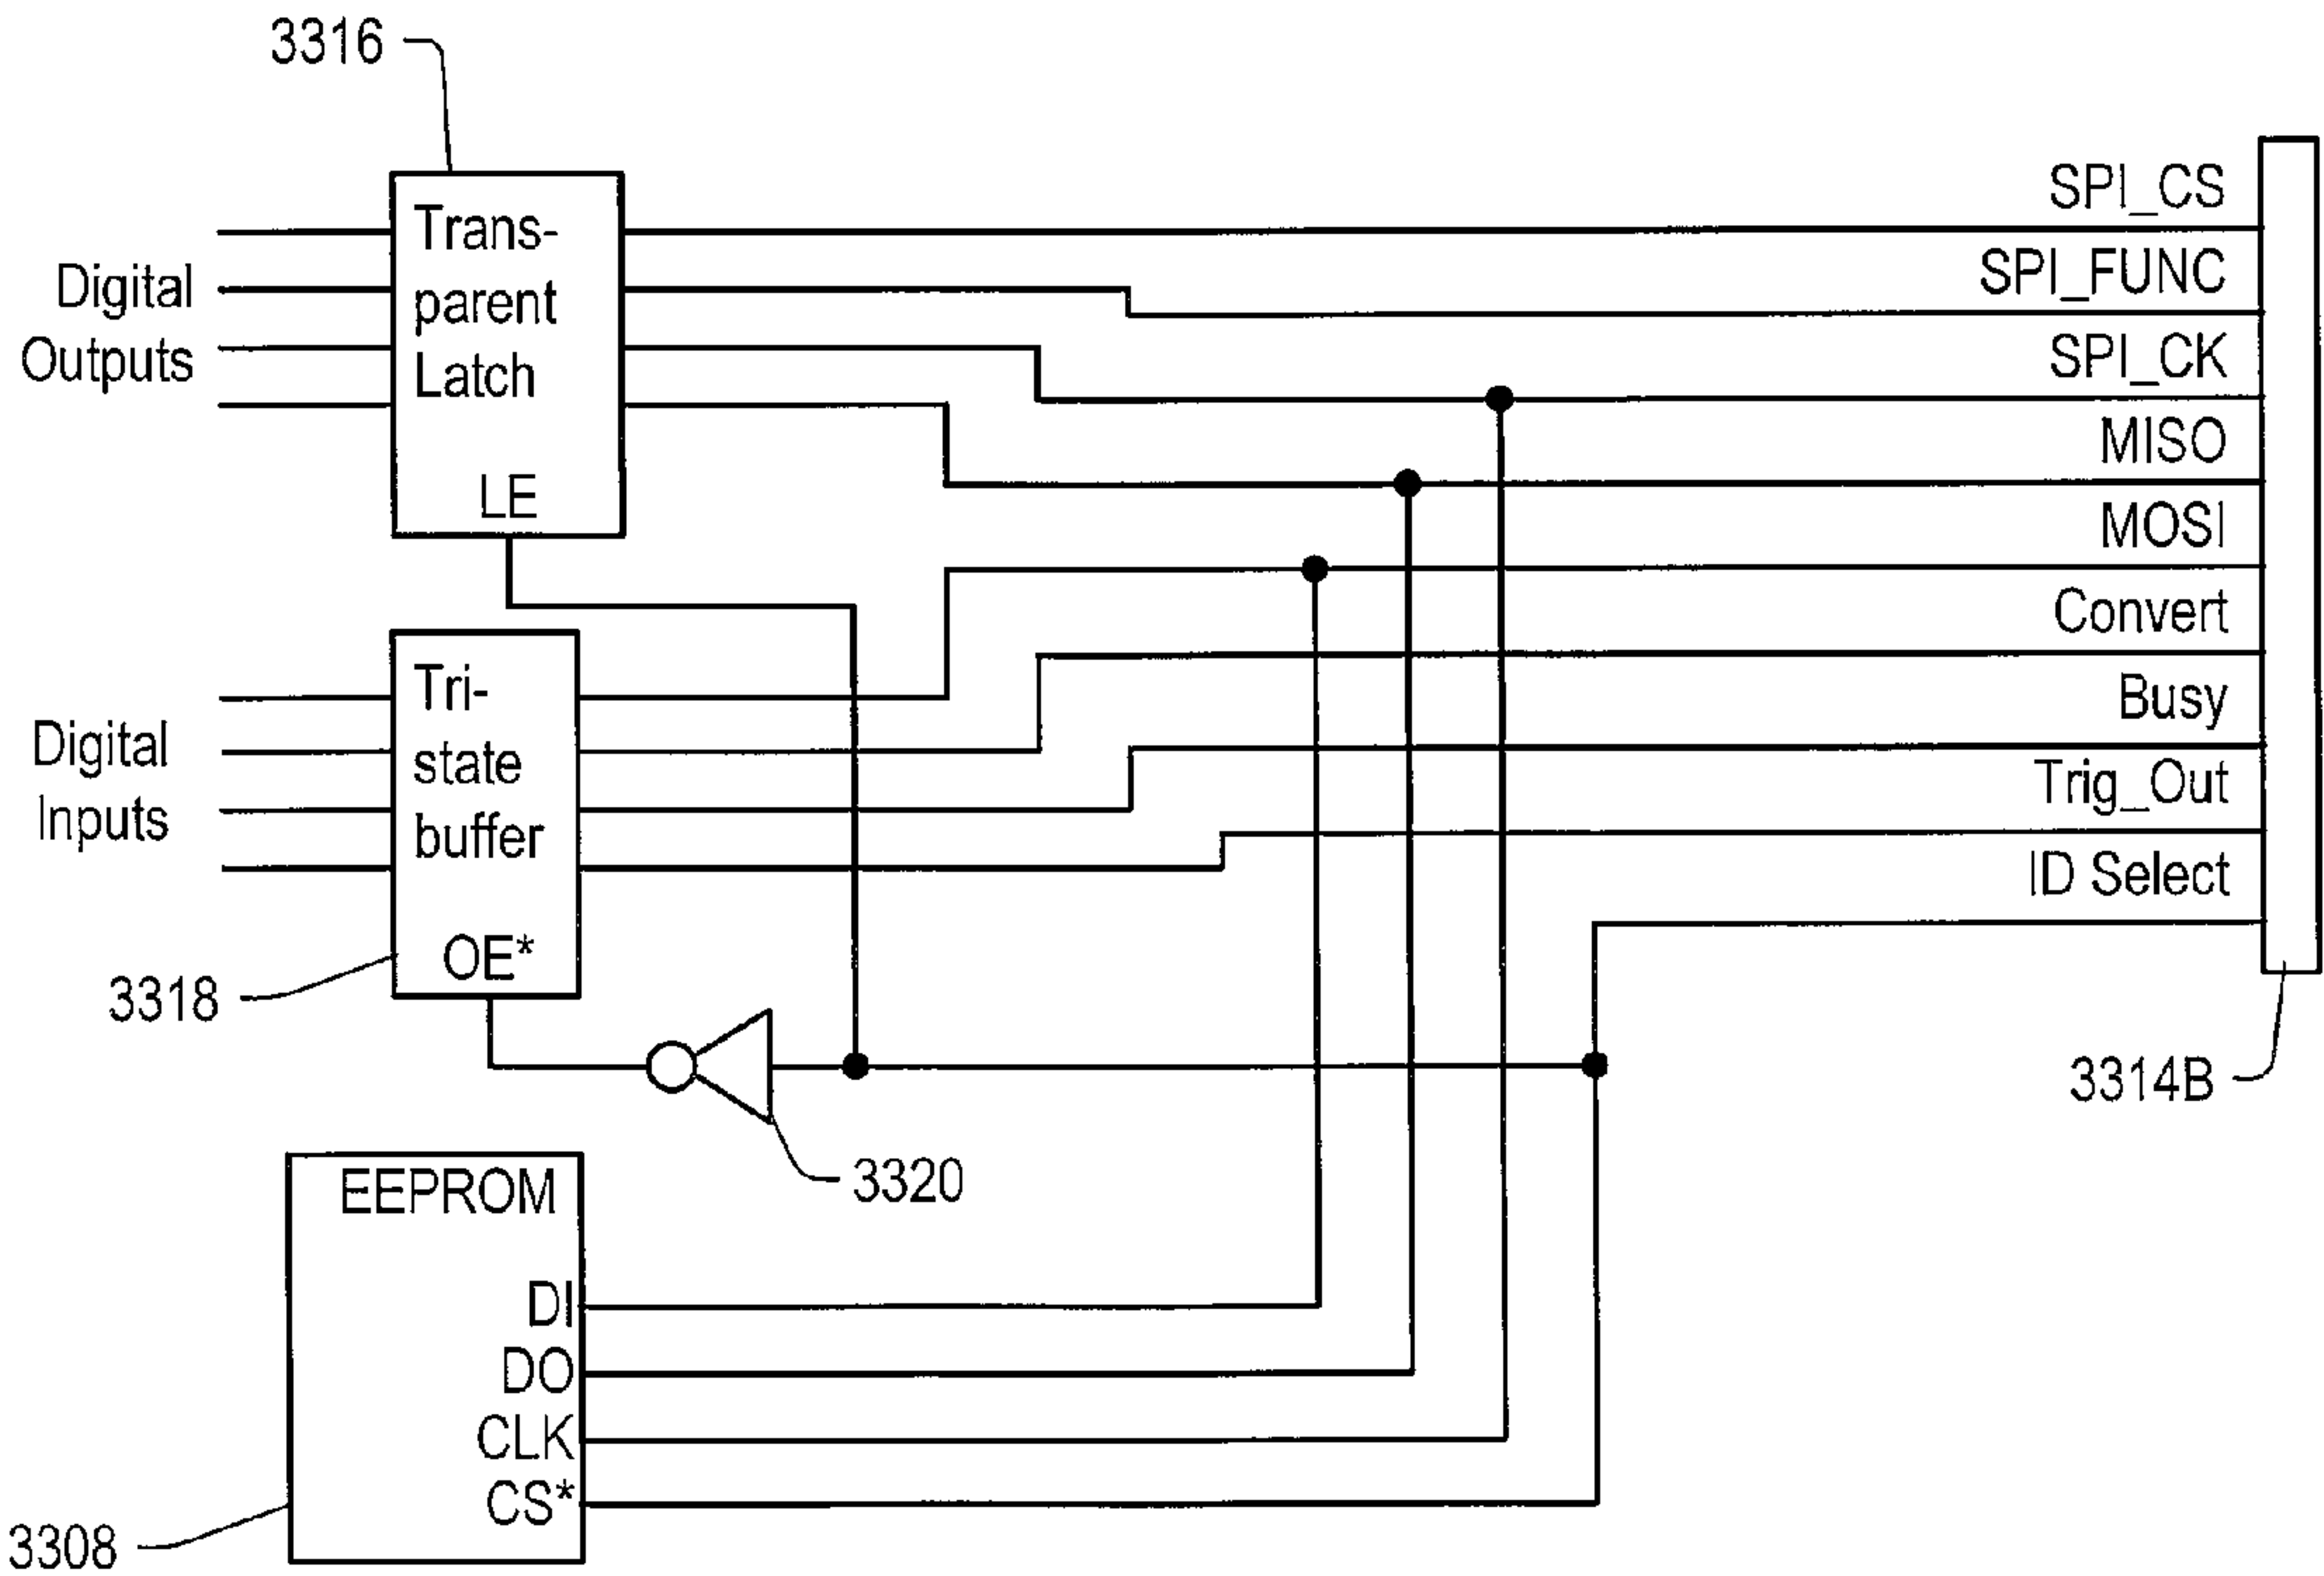 3316
Trans-
parent
Latch
LE
Digital
Outputs
SPI_CS
SPI_FUNC
SPI_CK
MISO
MOSI
Convert
Busy
Trig_Out
ID Select
3314B
Digital
Inputs
Tri-
state
buffer
OE*
3318
3320
EEPROM
DI
DO
CLK
CS*
3308